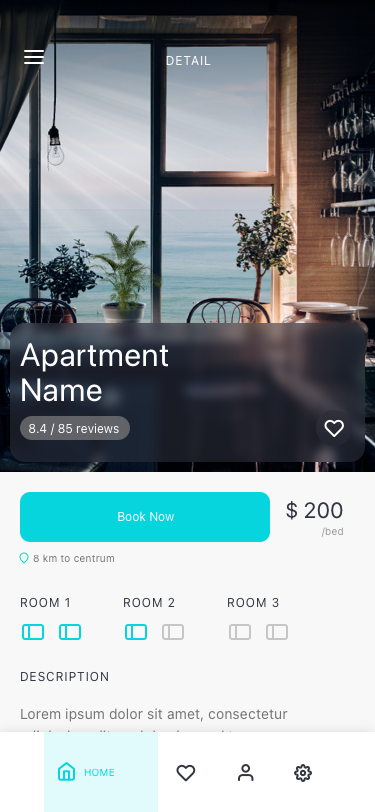 DETAIL
Apartment
Name
8.4 / 85 reviews
Book Now
$ 200
/bed
8 km to centrum
ROOM 1
ROOM 2
ROOM 3
DESCRIPTION
Lorem ipsum dolor sit amet, consectetur
HOME